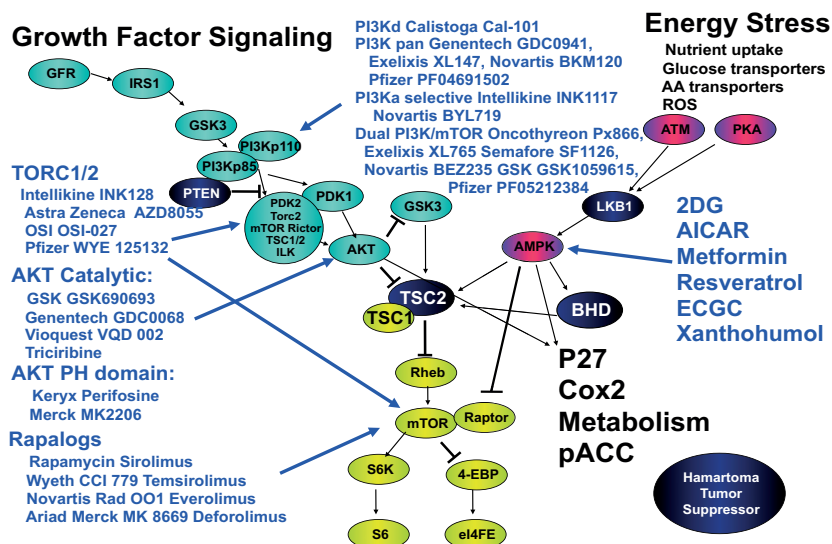 Growth Factor Signaling
GFR
IRS1
GSK3
PI3Kp110
PI3Kp85
PTEN
PDK1
PDK2
Torc2
mTOR Rictor
TSC1/2
ILK
AKT
GSK3
TSC2
TSC1
Rheb
mTOR
Raptor
S6K
4-EBP
S6
eI4FE
PI3Kd Calistoga Cal-101
PI3K pan Genentech GDC0941,
Exelixis XL147, Novartis BKM120
Pfizer PF04691502
PI3Ka selective Intellikine INK1117
Novartis BYL719
Dual PI3K/mTOR Oncothyreon Px866,
Exelixis XL765 Semafore SF1126,
Novartis BEZ235 GSK GSK1059615,
Pfizer PF05212384
Energy Stress
Nutrient uptake
Glucose transporters
AA transporters
ROS
ATM
PKA
LKB1
AMPK
BHD
2DG
AICAR
Metformin
Resveratrol
ECGC
Xanthohumol
P27
Cox2
Metabolism
pACC
TORC1/2
Intellikine INK128
Astra Zeneca AZD8055
OSI OSI-027
Pfizer WYE 125132
AKT Catalytic:
GSK GSK690693
Genentech GDC0068
Vioquest VQD 002
Triciribine
AKT PH domain:
Keryx Perifosine
Merck MK2206
Rapalogs
Rapamycin Sirolimus
Wyeth CCI 779 Temsirolimus
Novartis Rad OO1 Everolimus
Ariad Merck MK 8669 Deforolimus
Hamartoma
Tumor
Suppressor